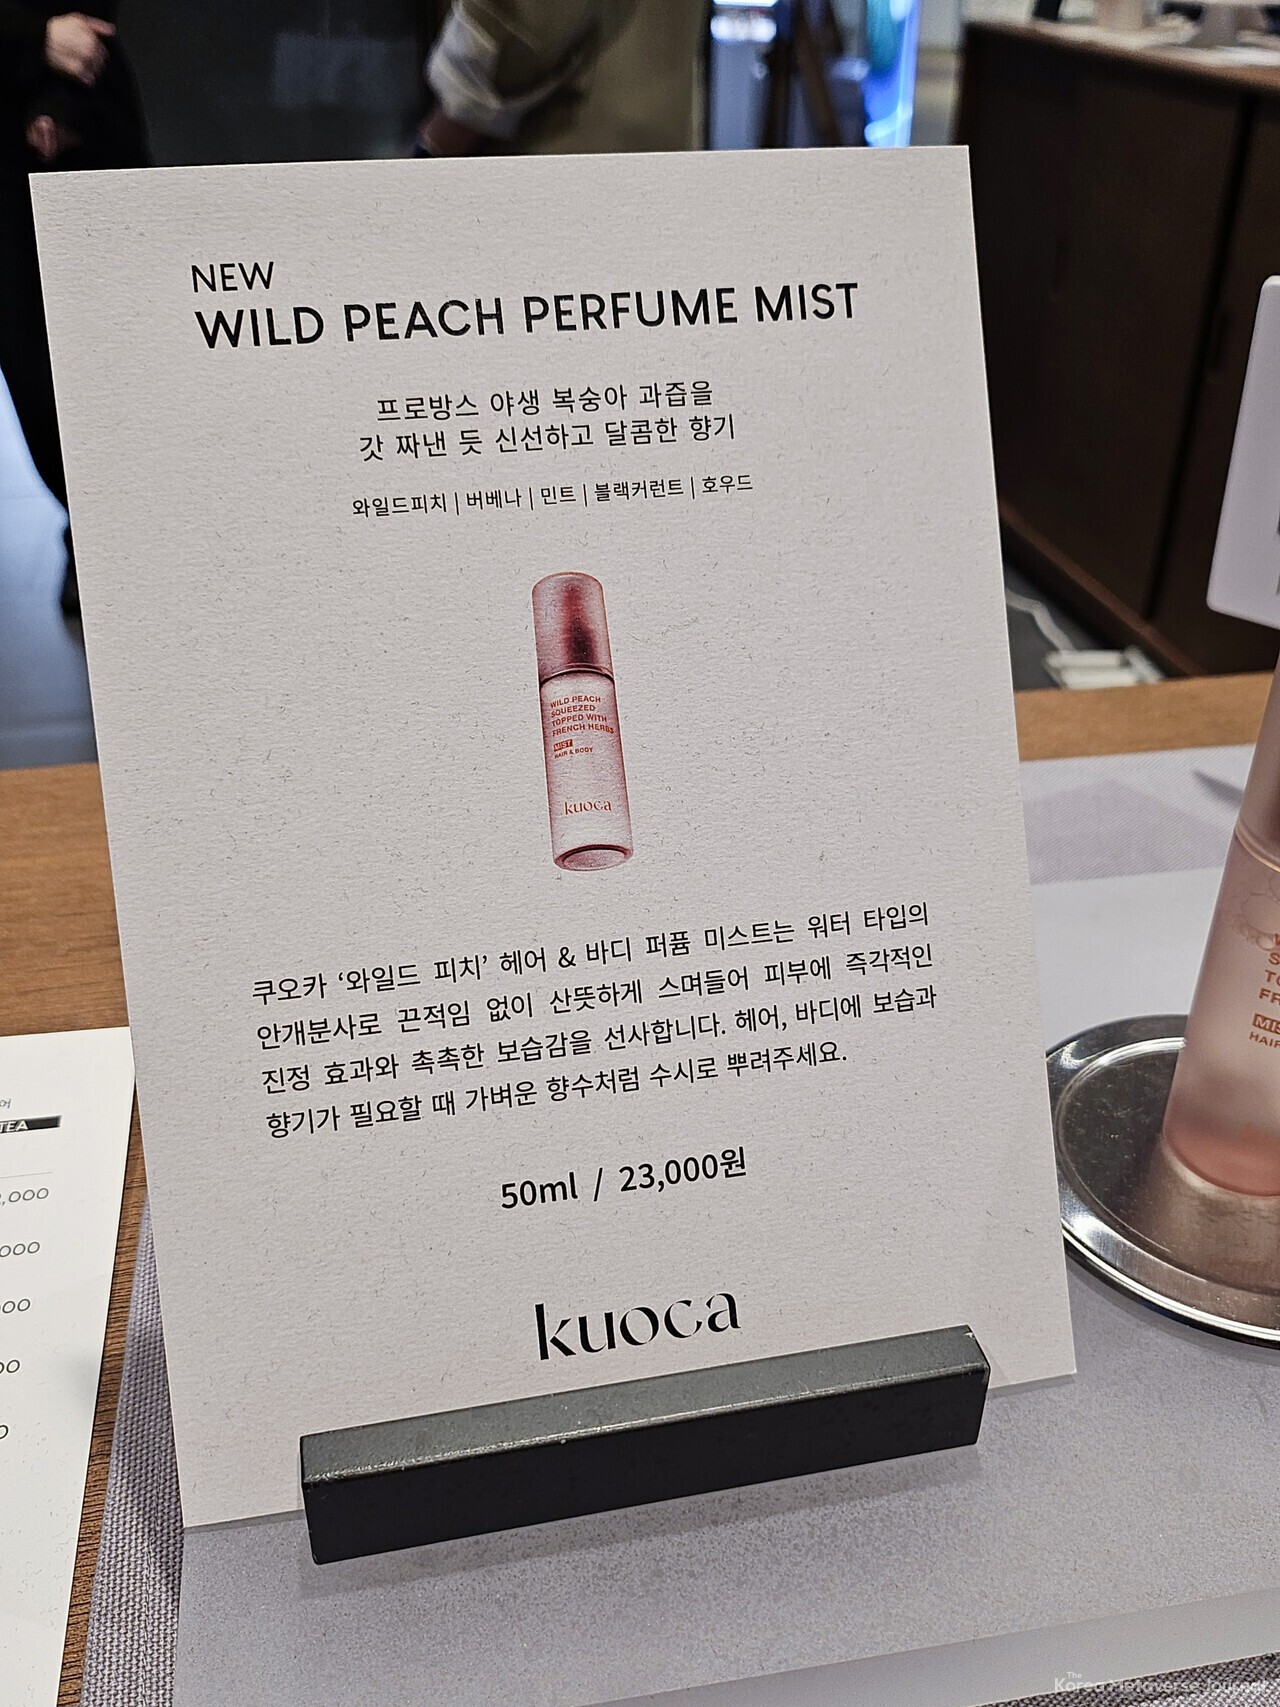 NEW
WILD PEACH PERFUME MIST
프로방스 야생 복숭아 과즙을
갓 짜낸 듯 신선하고 달콤한 향기
와일드피치 | 버베나 | 민트 | 블랙커런트 | 호우드
WILD PEACH
SQUEEZED
TOPPED WITH
FRENCH HERBS
MIST
HAIR & BODY
kuoca
쿠오카 ‘와일드 피치’ 헤어 & 바디 퍼퓸 미스트는 워터 타입의
안개분사로 끈적임 없이 산뜻하게 스며들어 피부에 즉각적인
진정 효과와 촉촉한 보습감을 선사합니다. 헤어, 바디에 보습과
향기가 필요할 때 가벼운 향수처럼 수시로 뿌려주세요.
50ml / 23,000원
kuoca
TEA
The
Korea Metaverse Journal